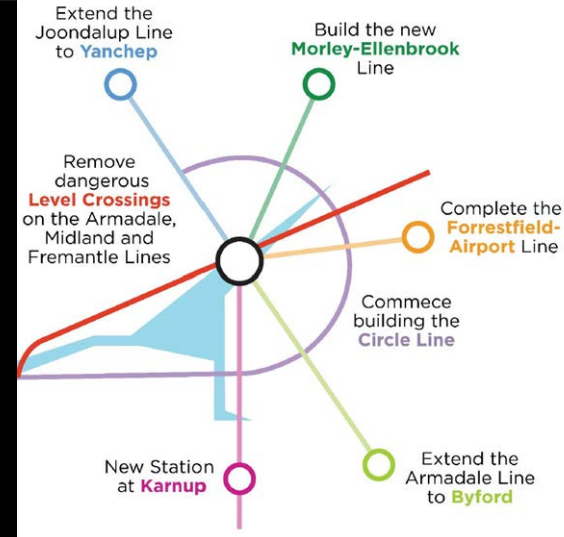 Extend the
Joondalup Line
to Yanchep
Build the new
Morley-Ellenbrook
Line
Remove
dangerous
Level Crossings
on the Armadale,
Midland and
Fremantle Lines
Complete the
Forrestfield-
Airport Line
Commece
building the
Circle Line
New Station
at Karnup
Extend the
Armadale Line
to Byford